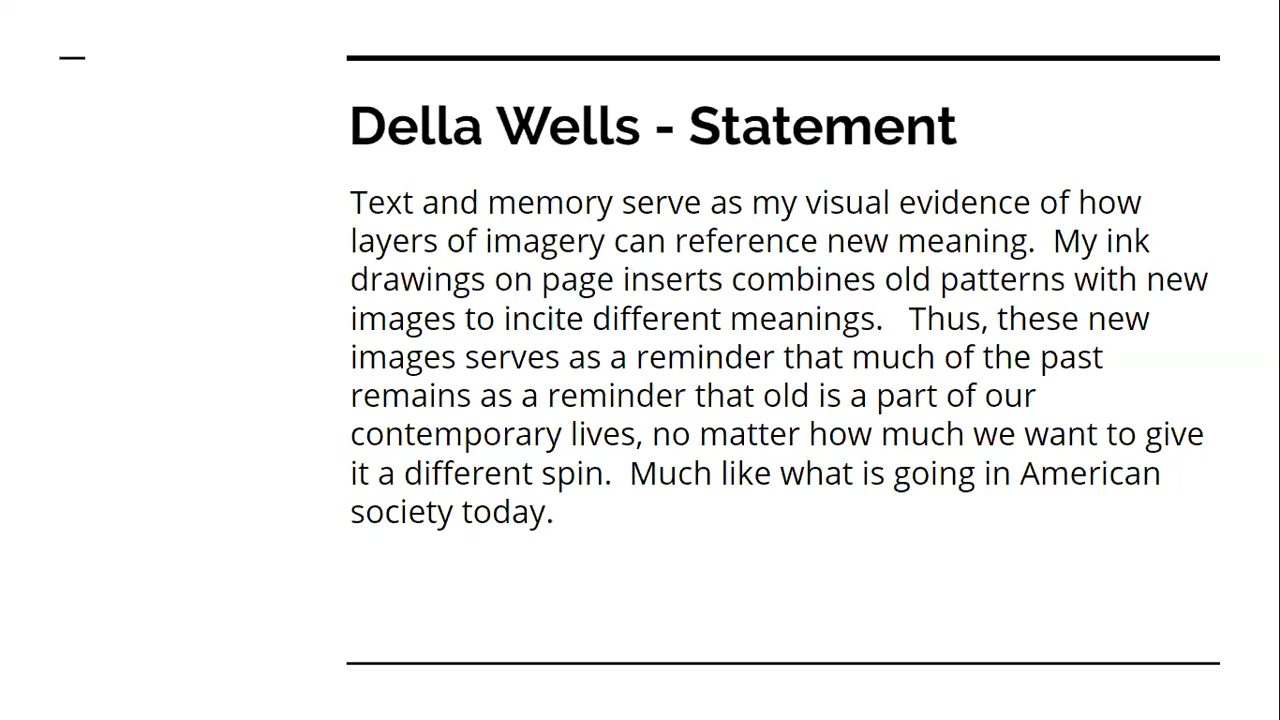 Della Wells - Statement
Text and memory serve as my visual evidence of how
layers of imagery can reference new meaning.  My ink
drawings on page inserts combines old patterns with new
images to incite different meanings.   Thus, these new
images serves as a reminder that much of the past
remains as a reminder that old is a part of our
contemporary lives, no matter how much we want to give
it a different spin.  Much like what is going in American
society today.